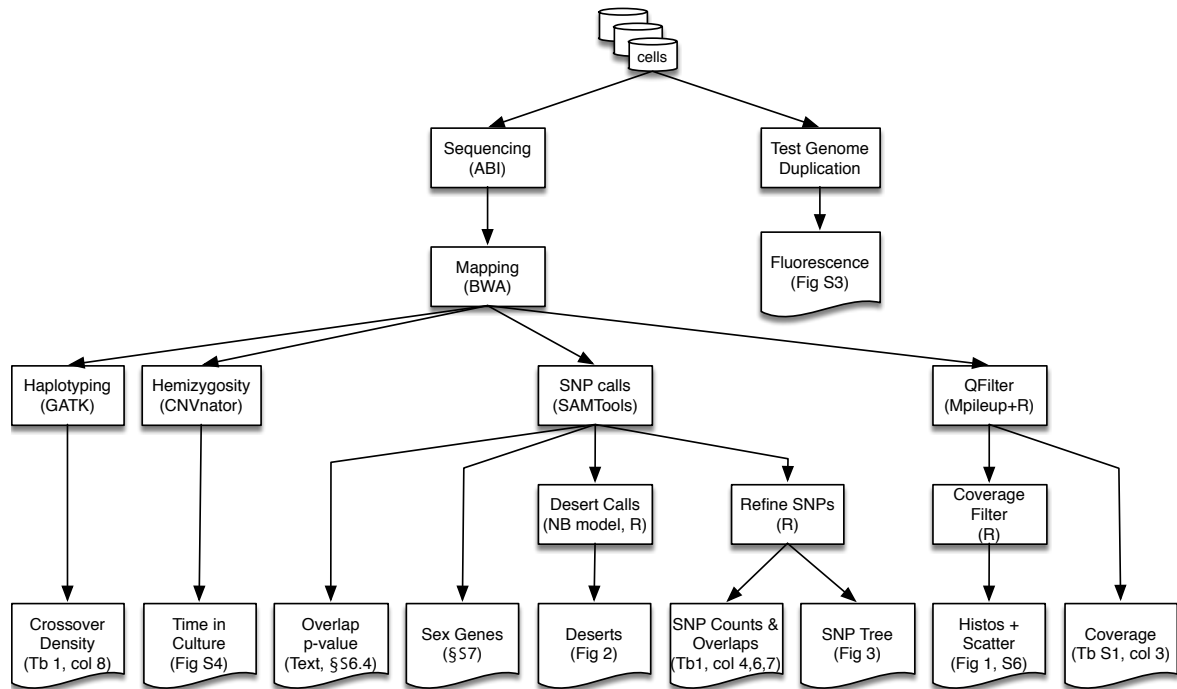 cells
Sequencing
(ABI)
Test Genome
Duplication
Mapping
(BWA)
Fluorescence
(Fig S3)
Haplotyping
(GATK)
Hemizygosity
(CNVnator)
SNP calls
(SAMTools)
QFilter
(Mpileup+R)
Desert Calls
(NB model, R)
Refine SNPs
(R)
Coverage
Filter
(R)
Crossover
Density
(Tb 1, col 8)
Time in
Culture
(Fig S4)
Overlap
p-value
(Text, §S6.4)
Sex Genes
(§S7)
Deserts
(Fig 2)
SNP Counts &
Overlaps
(Tb1, col 4,6,7)
SNP Tree
(Fig 3)
Histos +
Scatter
(Fig 1, S6)
Coverage
(Tb S1, col 3)